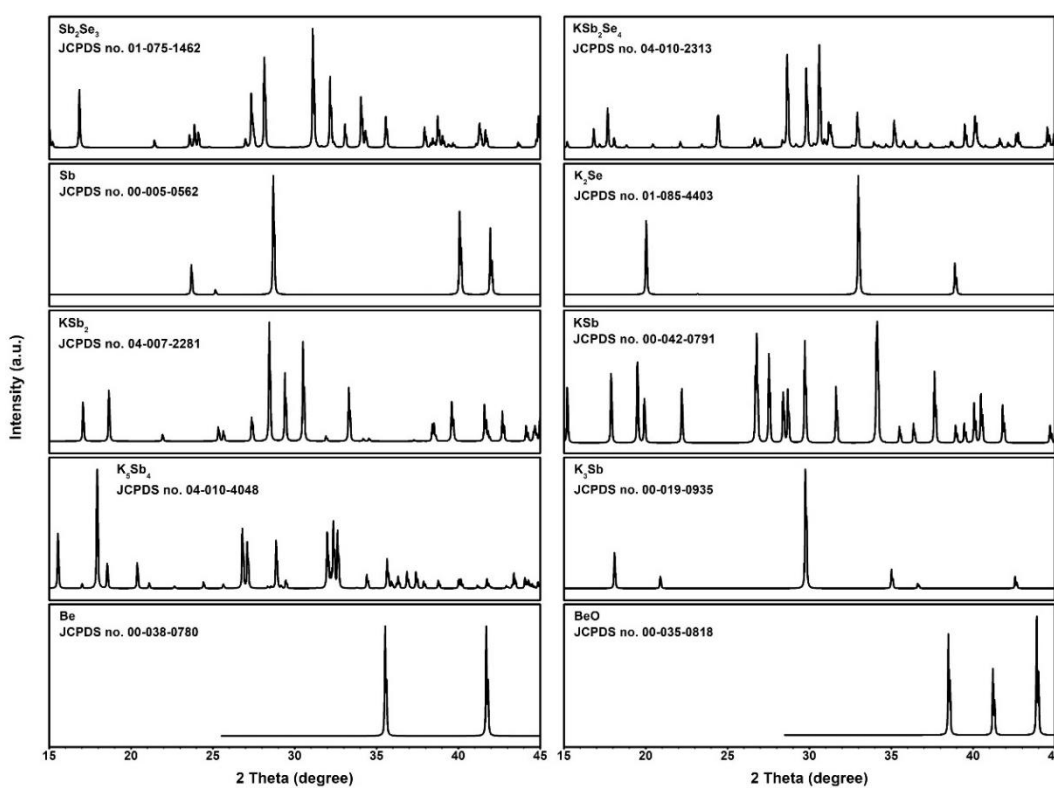 Sb₂Se₃
JCPDS no. 01-075-1462
KSb₂Se₄
JCPDS no. 04-010-2313
Sb
JCPDS no. 00-005-0562
K₂Se
JCPDS no. 01-085-4403
KSb₂
JCPDS no. 04-007-2281
KSb
JCPDS no. 00-042-0791
K₅Sb₄
JCPDS no. 04-010-4048
K₃Sb
JCPDS no. 00-019-0935
Be
JCPDS no. 00-038-0780
BeO
JCPDS no. 00-035-0818
Intensity (a.u.)
15 20 25 30 35 40 45
15 20 25 30 35 40 45
2 Theta (degree)
2 Theta (degree)